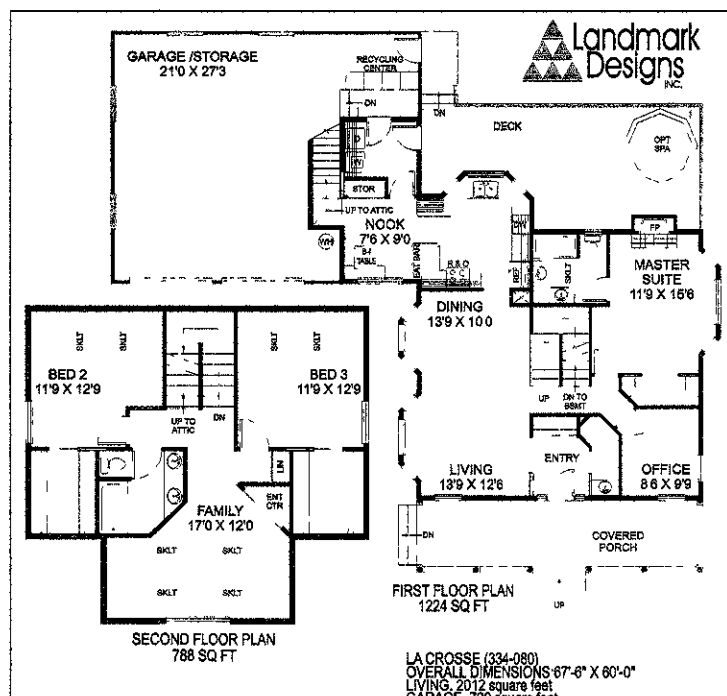 Landmark
Designs
INC.
GARAGE /STORAGE
21'0 X 27'3
RECYCLING
CENTER
DN
DN
DECK
OPT
SPA
D
W
STOR
UP TO ATTIC
NOOK
7'6 X 9'0
WH
B-I
TABLE
EAT BAR
R & O
DW
REF
FP
SKLT
MASTER
SUITE
11'9 X 15'6
DINING
13'9 X 10'0
UP
DN TO
BSMT
LIVING
13'9 X 12'6
ENTRY
OFFICE
8'6 X 9'9
DN
COVERED
PORCH
UP
FIRST FLOOR PLAN
1224 SQ FT
SKLT
SKLT
SKLT
SKLT
BED 2
11'9 X 12'9
BED 3
11'9 X 12'9
UP TO
ATTIC
DN
LIN
ENT
CTR
FAMILY
17'0 X 12'0
SKLT
SKLT
SKLT
SKLT
SECOND FLOOR PLAN
788 SQ FT
LA CROSSE (334-080)
OVERALL DIMENSIONS 67'-6" X 60'-0"
LIVING, 2012 square feet
GARAGE, square feet